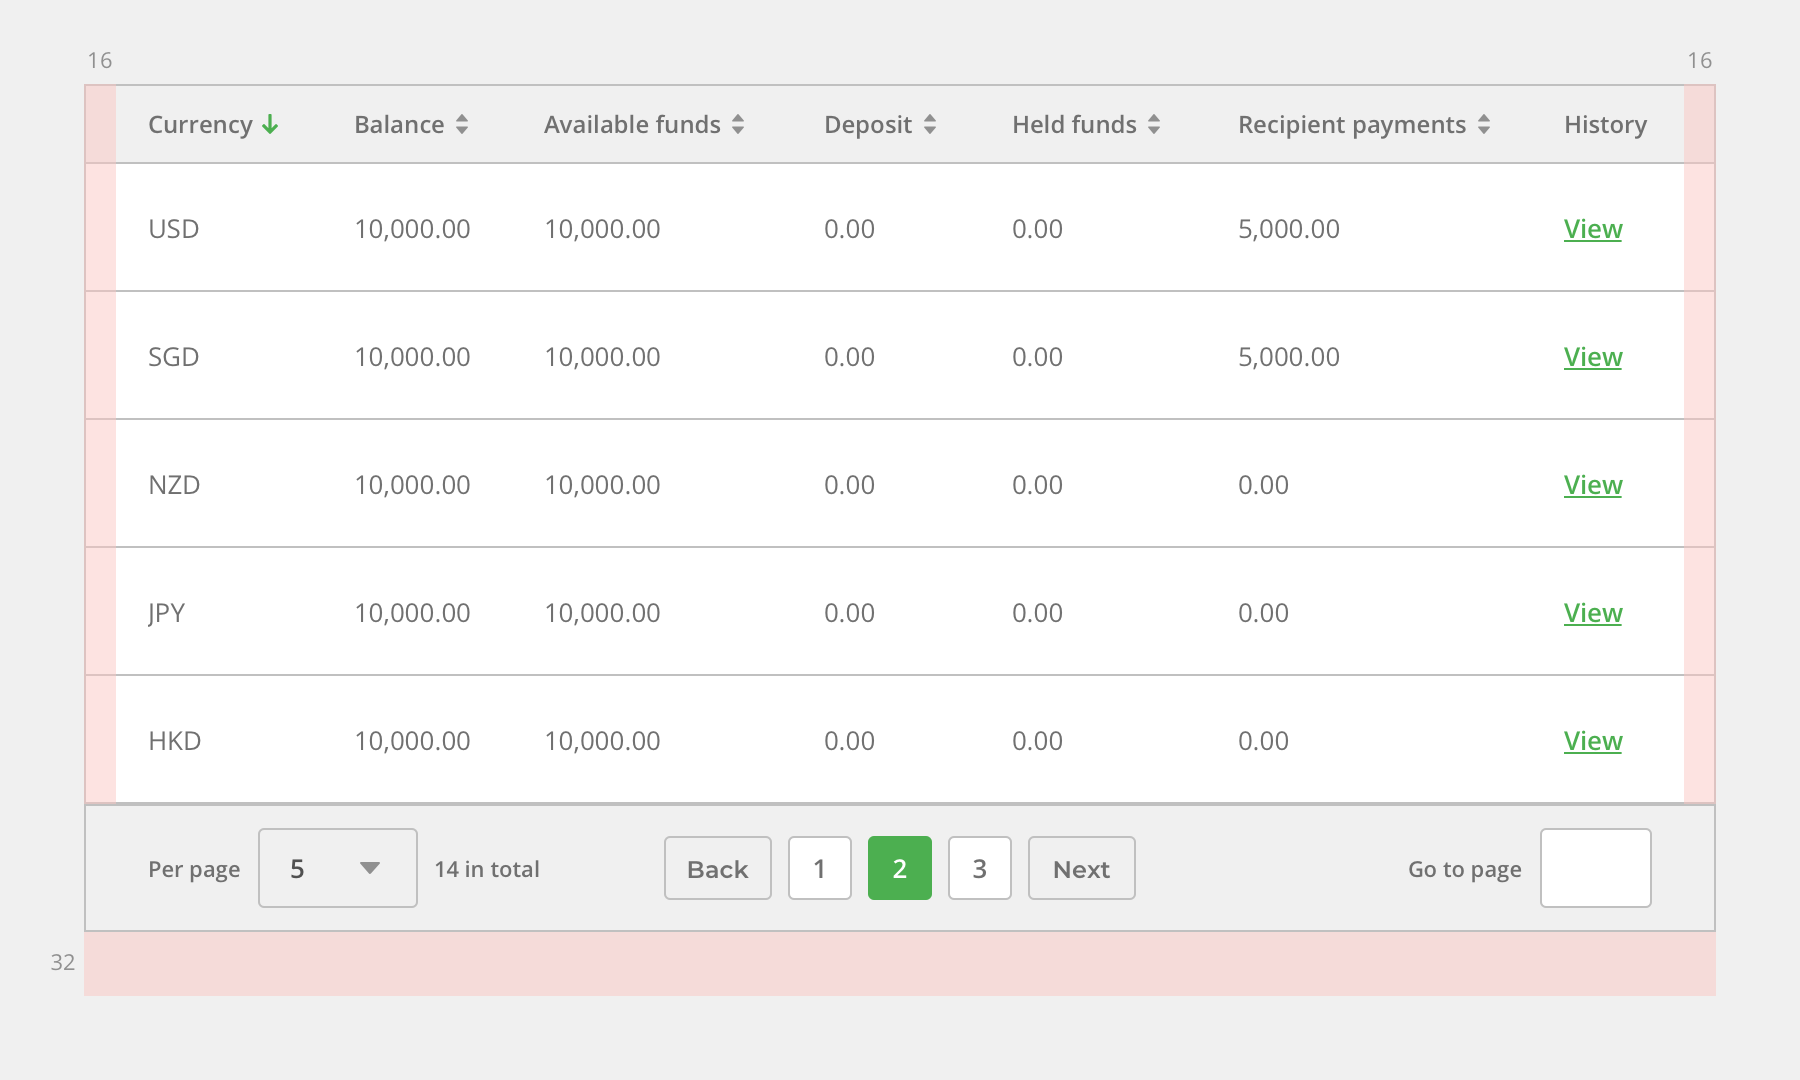 16 16
Currency Balance Available funds Deposit Held funds Recipient payments History
USD 10,000.00 10,000.00 0.00 0.00 5,000.00 View
SGD 10,000.00 10,000.00 0.00 0.00 5,000.00 View
NZD 10,000.00 10,000.00 0.00 0.00 0.00 View
JPY 10,000.00 10,000.00 0.00 0.00 0.00 View
HKD 10,000.00 10,000.00 0.00 0.00 0.00 View
Per page 5 14 in total Back 1 2 3 Next Go to page
32